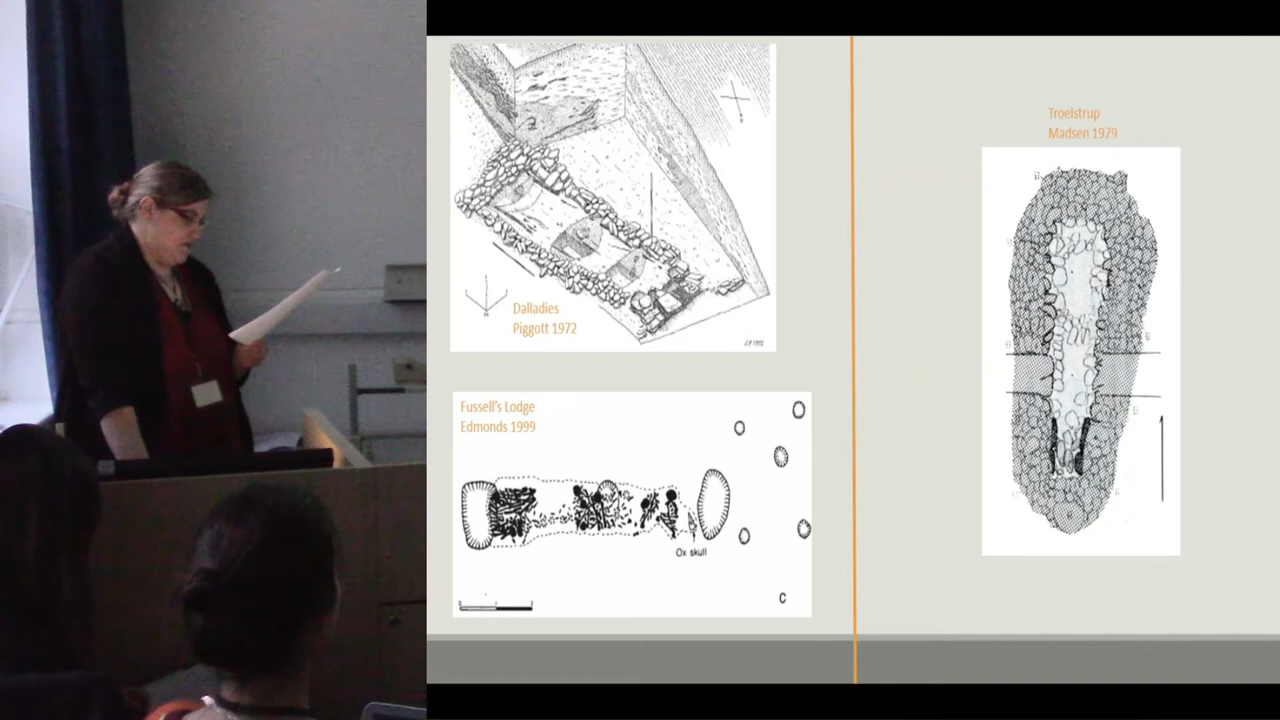 Dalladies
Piggott 1972
Fussell's Lodge
Edmonds 1999
Ox skull
C
Troelstrup
Madsen 1979